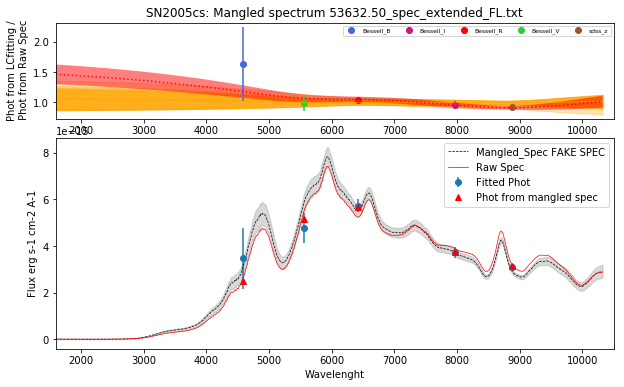 SN2005cs: Mangled spectrum 53632.50_spec_extended_FL.txt
Phot from LCfitting /
Phot from Raw Spec
2.0
1.5
1.0
Bessell_B
Bessell_I
Bessell_R
Bessell_V
sdss_z
2000 3000 4000 5000 6000 7000 8000 9000 10000
Flux erg s-1 cm-2 A-1
8
6
4
2
0
Mangled_Spec FAKE SPEC
Raw Spec
Fitted Phot
Phot from mangled spec
2000 3000 4000 5000 6000 7000 8000 9000 10000
Wavelenght